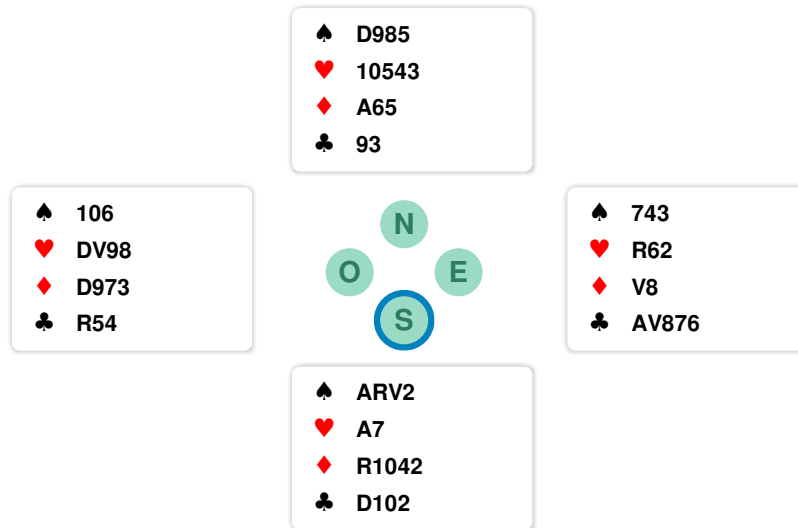 ♠ D985
♥ 10543
♦ A65
♣ 93
♠ 106
♥ DV98
♦ D973
♣ R54
N
O E
S
♠ 743
♥ R62
♦ V8
♣ AV876
♠ ARV2
♥ A7
♦ R1042
♣ D102